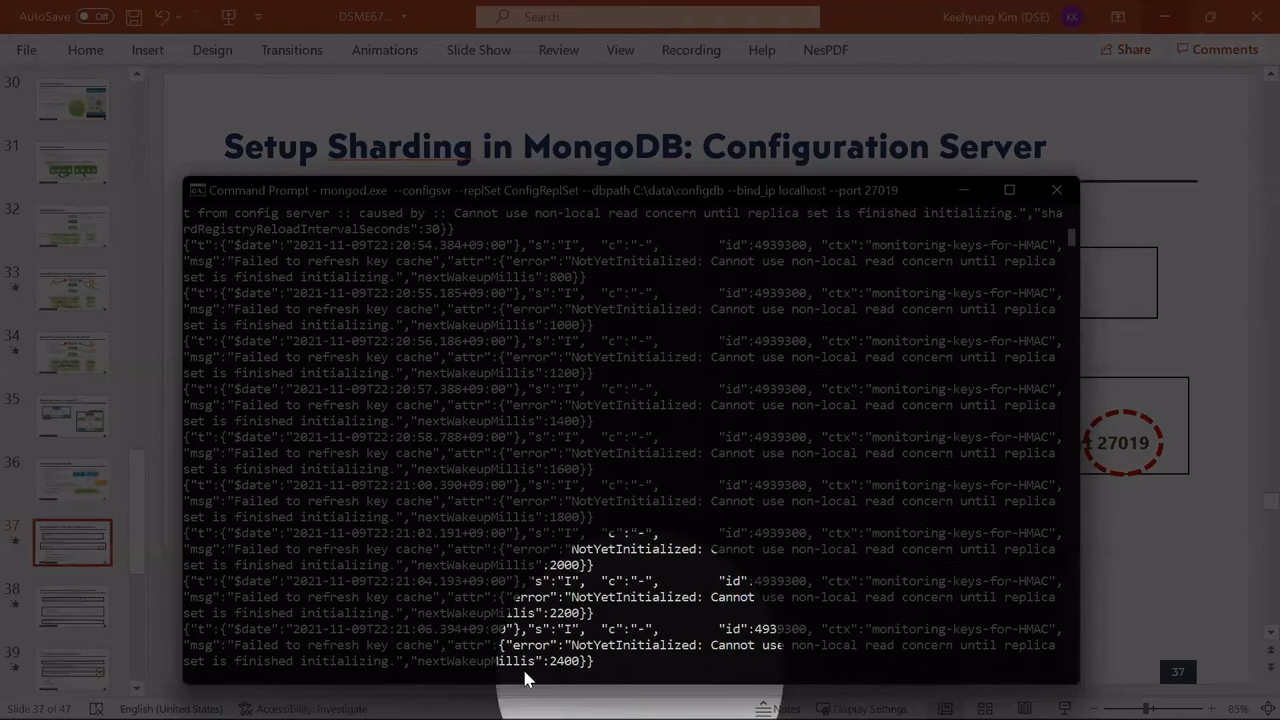 AutoSave Off DSME67... Search Keehyung Kim (DSE) KK
File Home Insert Design Transitions Animations Slide Show Review View Recording Help NesPDF Share Comments
30
31
32
33
34
35
36
37
38
39
Setup Sharding in MongoDB: Configuration Server
Command Prompt - mongod.exe --configsvr --replSet ConfigReplSet --dbpath C:\data\configdb --bind_ip localhost --port 27019
t from config server :: caused by :: Cannot use non-local read concern until replica set is finished initializing.","sha
rdRegistryReloadIntervalSeconds":30}}
{"t":{"$date":"2021-11-09T22:20:54.384+09:00"},"s":"I", "c":"-", "id":4939300, "ctx":"monitoring-keys-for-HMAC",
"msg":"Failed to refresh key cache","attr":{"error":"NotYetInitialized: Cannot use non-local read concern until replica
set is finished initializing.","nextWakeupMillis":800}}
{"t":{"$date":"2021-11-09T22:20:55.185+09:00"},"s":"I", "c":"-", "id":4939300, "ctx":"monitoring-keys-for-HMAC",
"msg":"Failed to refresh key cache","attr":{"error":"NotYetInitialized: Cannot use non-local read concern until replica
set is finished initializing.","nextWakeupMillis":1000}}
{"t":{"$date":"2021-11-09T22:20:56.186+09:00"},"s":"I", "c":"-", "id":4939300, "ctx":"monitoring-keys-for-HMAC",
"msg":"Failed to refresh key cache","attr":{"error":"NotYetInitialized: Cannot use non-local read concern until replica
set is finished initializing.","nextWakeupMillis":1200}}
{"t":{"$date":"2021-11-09T22:20:57.388+09:00"},"s":"I", "c":"-", "id":4939300, "ctx":"monitoring-keys-for-HMAC",
"msg":"Failed to refresh key cache","attr":{"error":"NotYetInitialized: Cannot use non-local read concern until replica
set is finished initializing.","nextWakeupMillis":1400}}
{"t":{"$date":"2021-11-09T22:20:58.788+09:00"},"s":"I", "c":"-", "id":4939300, "ctx":"monitoring-keys-for-HMAC",
"msg":"Failed to refresh key cache","attr":{"error":"NotYetInitialized: Cannot use non-local read concern until replica
set is finished initializing.","nextWakeupMillis":1600}}
{"t":{"$date":"2021-11-09T22:21:00.390+09:00"},"s":"I", "c":"-", "id":4939300, "ctx":"monitoring-keys-for-HMAC",
"msg":"Failed to refresh key cache","attr":{"error":"NotYetInitialized: Cannot use non-local read concern until replica
set is finished initializing.","nextWakeupMillis":1800}}
{"t":{"$date":"2021-11-09T22:21:02.191+09:00"},"s":"I", "c":"-", "id":4939300, "ctx":"monitoring-keys-for-HMAC",
"msg":"Failed to refresh key cache","attr":{"error":"NotYetInitialized: Cannot use non-local read concern until replica
set is finished initializing.","nextWakeupMillis":2000}}
{"t":{"$date":"2021-11-09T22:21:04.193+09:00"},"s":"I", "c":"-", "id":4939300, "ctx":"monitoring-keys-for-HMAC",
"msg":"Failed to refresh key cache","attr":{"error":"NotYetInitialized: Cannot use non-local read concern until replica
set is finished initializing.","nextWakeupMillis":2200}}
{"t":{"$date":"2021-11-09T22:21:06.394+09:00"},"s":"I", "c":"-", "id":4939300, "ctx":"monitoring-keys-for-HMAC",
"msg":"Failed to refresh key cache","attr":{"error":"NotYetInitialized: Cannot use non-local read concern until replica
set is finished initializing.","nextWakeupMillis":2400}}
27019
37
Slide 37 of 47 English (United States) Accessibility: Investigate Notes Display Settings 85%